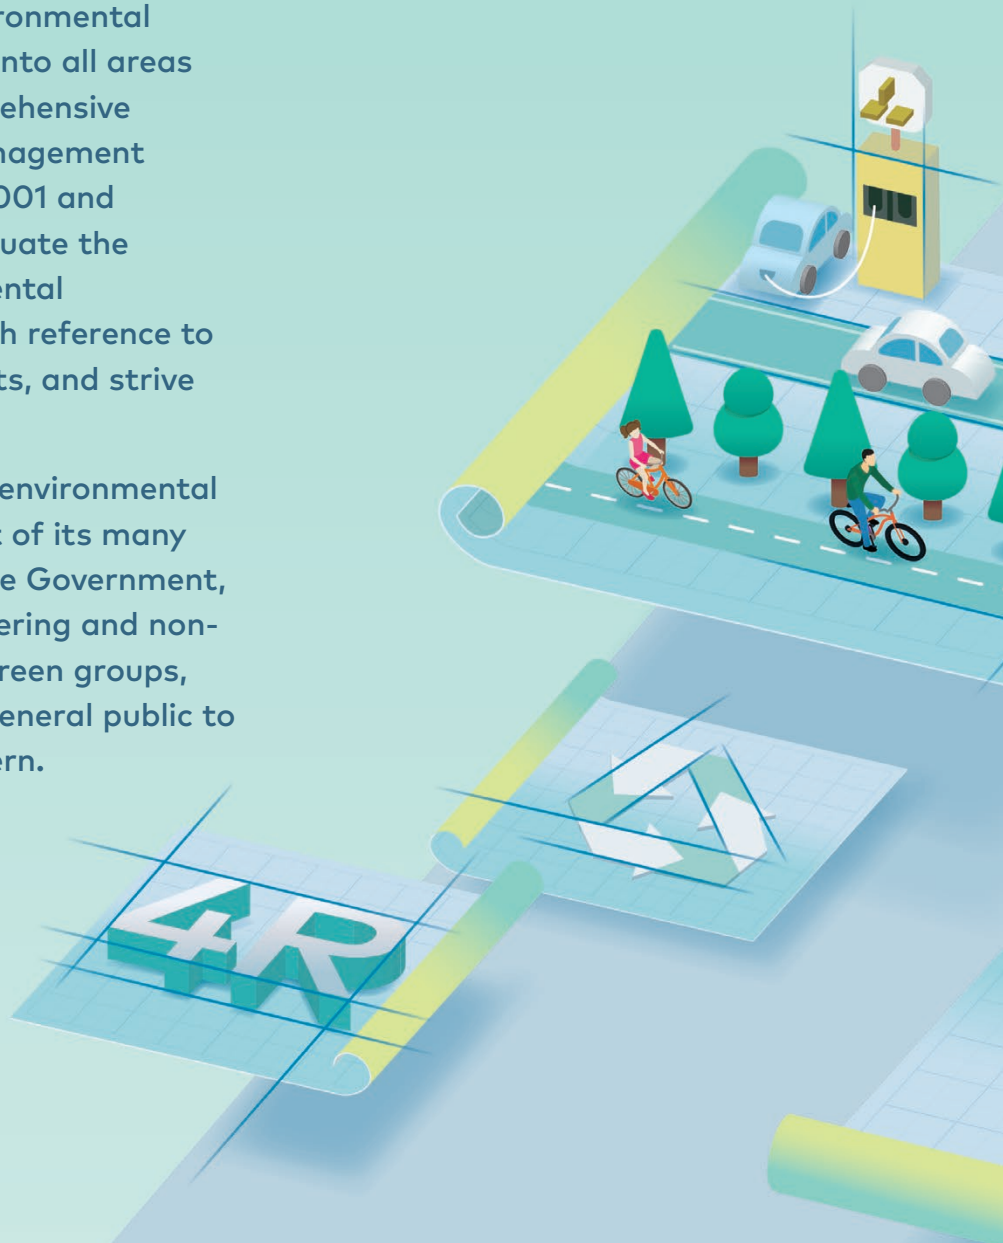 ronmental
nto all areas
ehensive
nagement
001 and
uate the
ental
h reference to
ts, and strive
environmental
t of its many
e Government,
ering and non-
reen groups,
general public to
ern.
4R